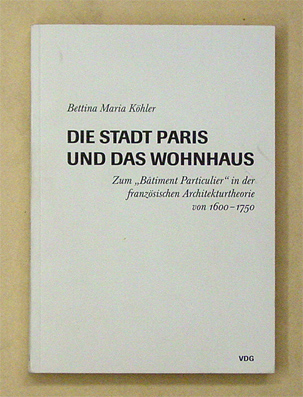 Bettina Maria Köhler
DIE STADT PARIS
UND DAS WOHNHAUS
Zum „Bâtiment Particulier“ in der
französischen Architekturtheorie
von 1600–1750
VDG